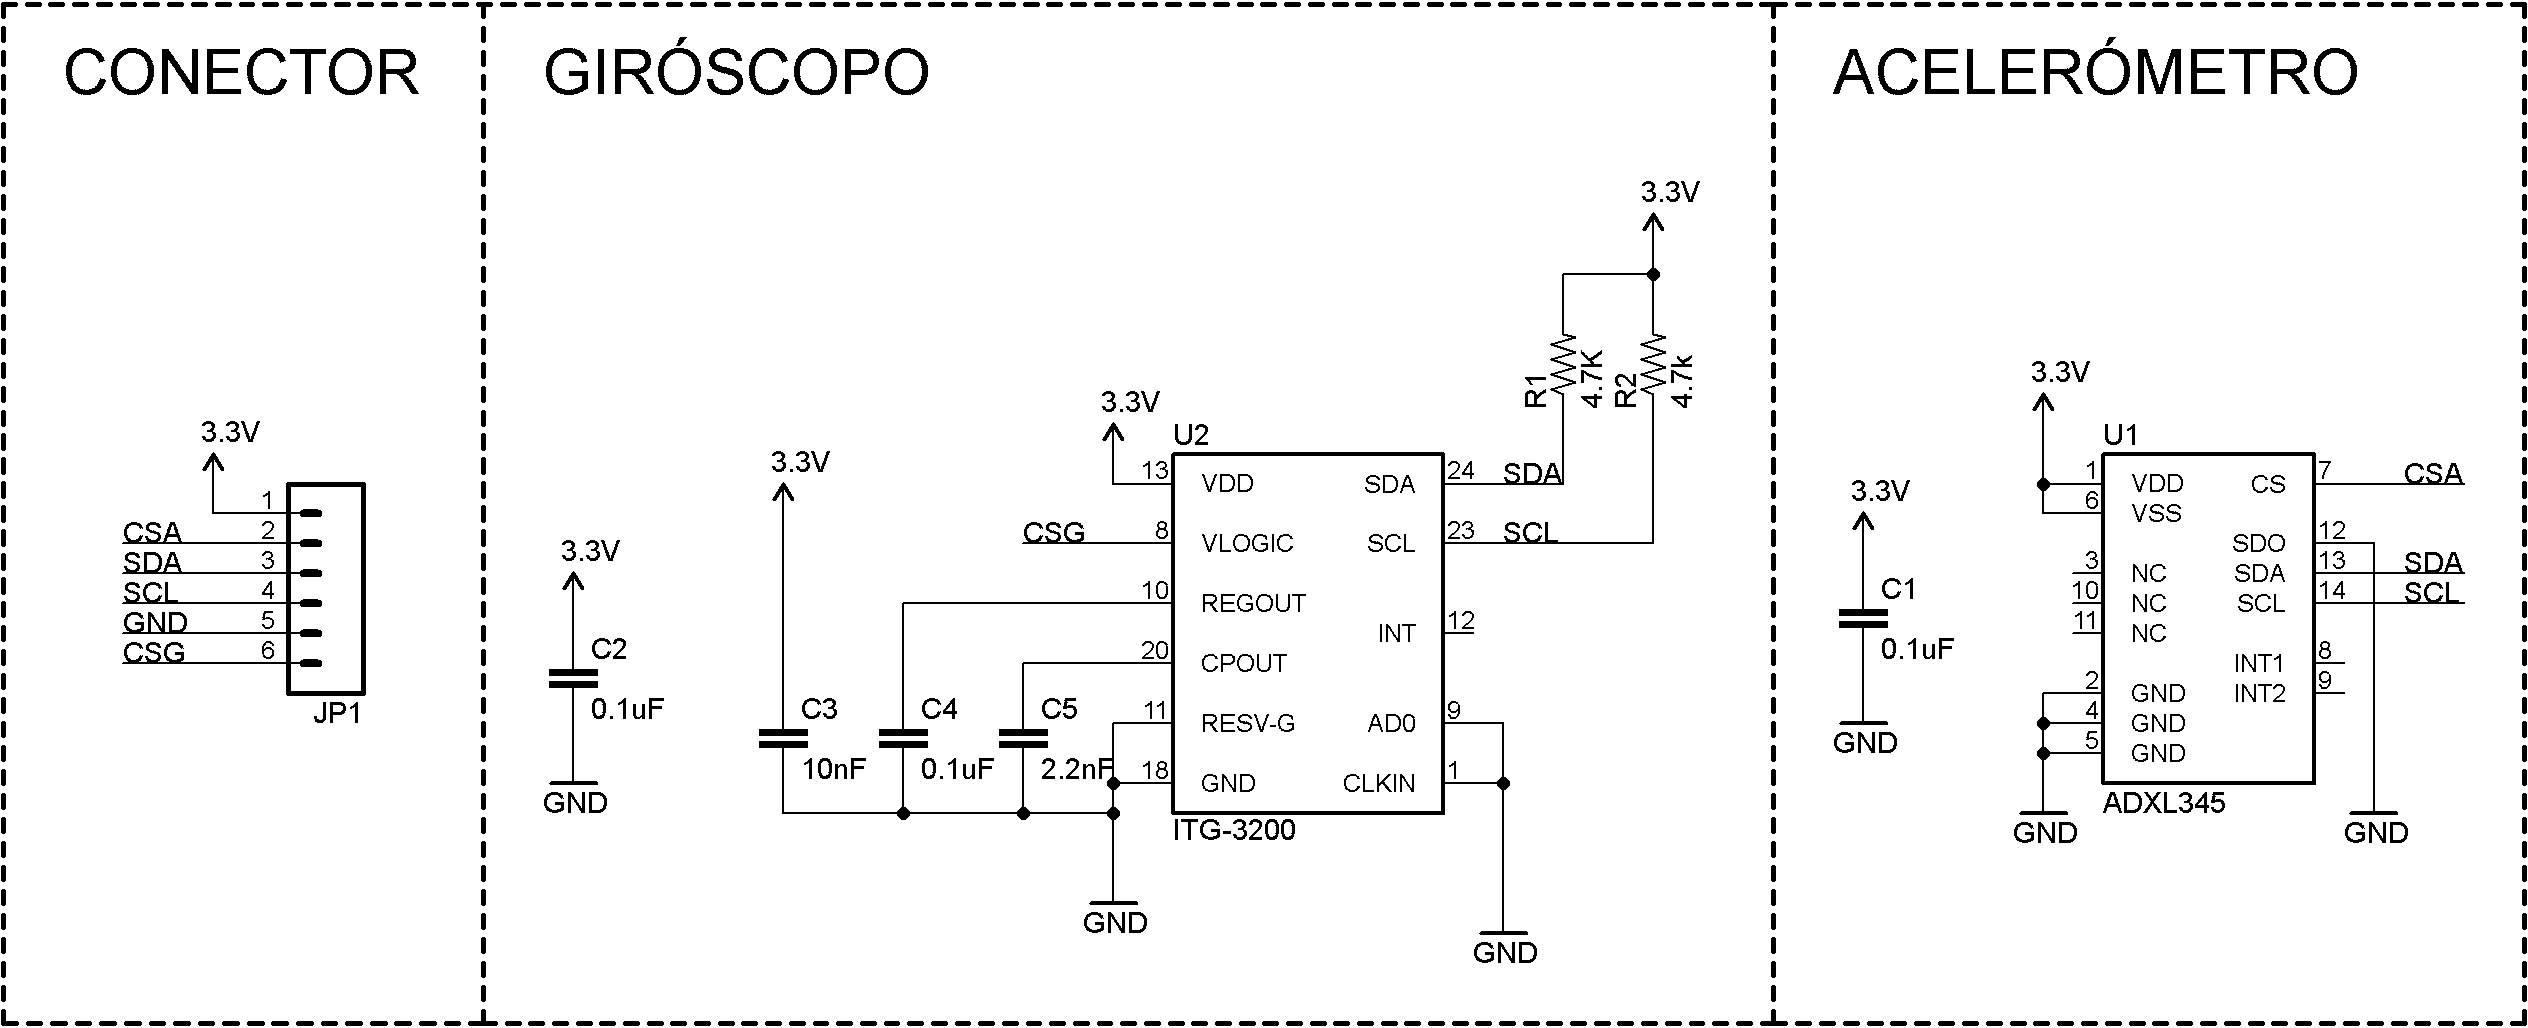 CONECTOR
3.3V
1
CSA 2
SDA 3
SCL 4
GND 5
CSG 6
JP1
GIRÓSCOPO
3.3V
C2
0.1uF
GND
3.3V
C3
10nF
C4
0.1uF
C5
2.2nF
3.3V
U2
13 VDD
CSG 8 VLOGIC
10 REGOUT
20 CPOUT
11 RESV-G
18 GND
SDA 24 SDA
SCL 23 SCL
INT 12
AD0 9
CLKIN 1
ITG-3200
GND
GND
3.3V
R1
4.7K
R2
4.7k
ACELERÓMETRO
3.3V
C1
0.1uF
GND
3.3V
U1
1 VDD
6 VSS
3 NC
10 NC
11 NC
2 GND
4 GND
5 GND
CS 7 CSA
SDO 12
SDA 13 SDA
SCL 14 SCL
INT1 8
INT2 9
ADXL345
GND
GND